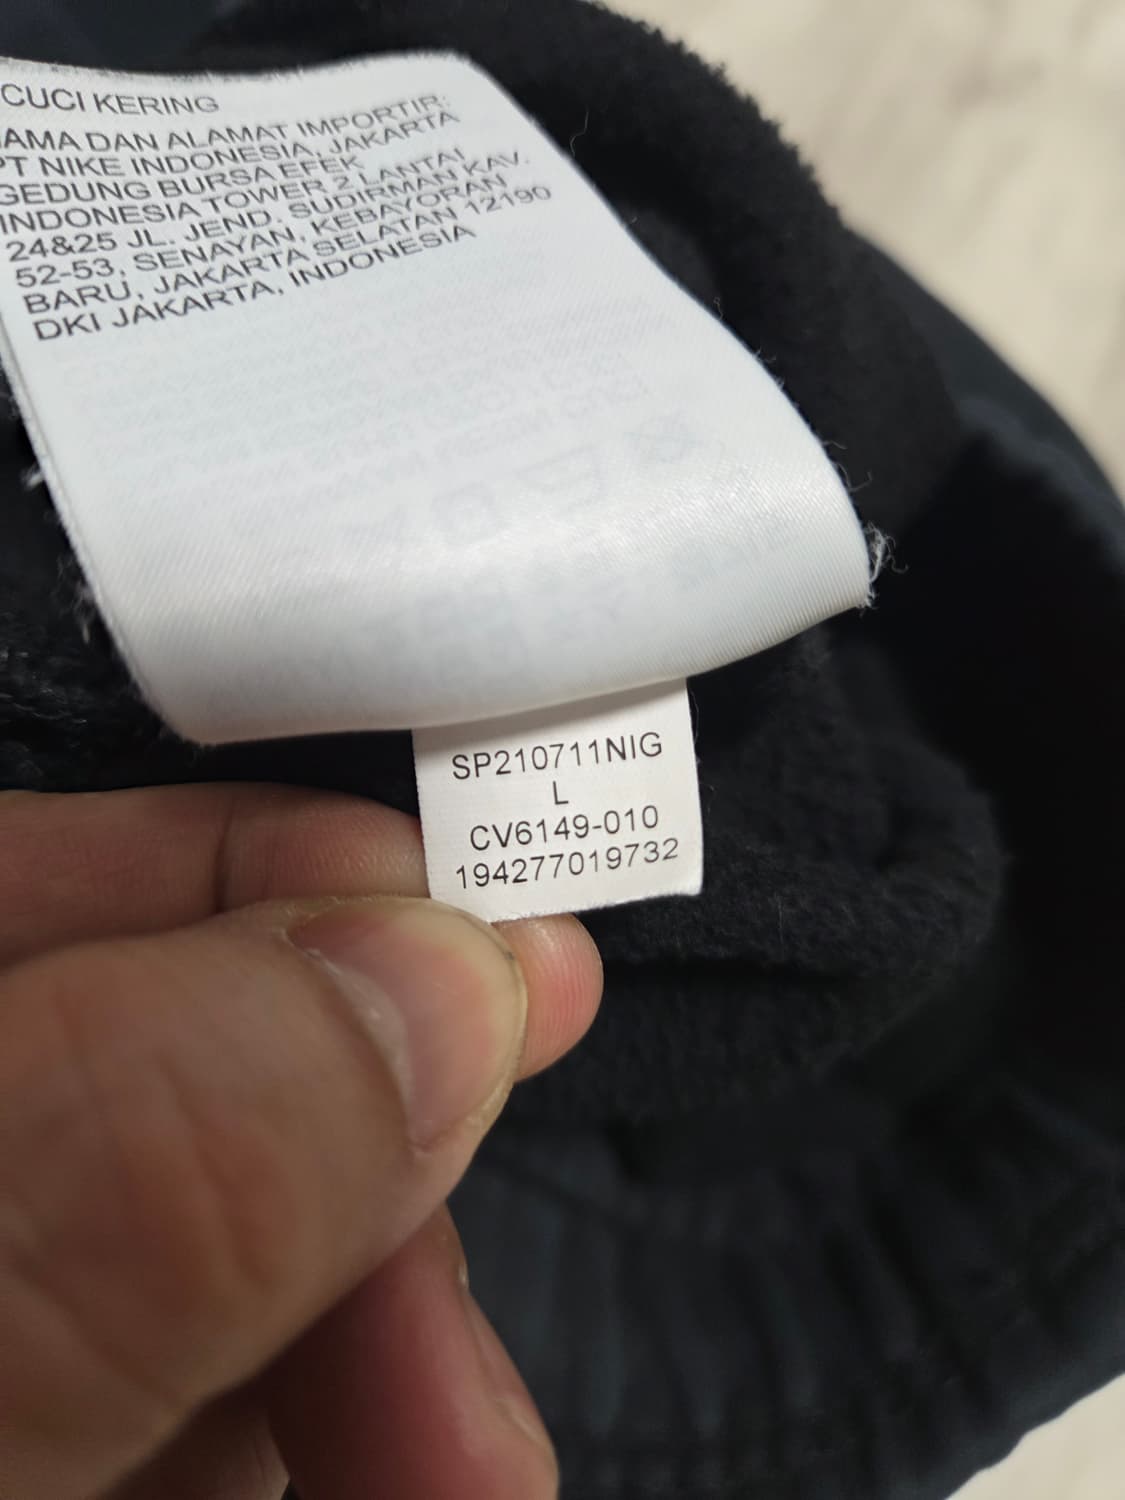 CUCI KERING
AMA DAN ALAMAT IMPORTIR:
PT NIKE INDONESIA, JAKARTA
GEDUNG BURSA EFEK
INDONESIA TOWER 2 LANTAI
24&25 JL. JEND. SUDIRMAN KAV.
52-53, SENAYAN, KEBAYORAN
BARU, JAKARTA SELATAN 12190
DKI JAKARTA, INDONESIA
SP210711NIG
L
CV6149-010
194277019732